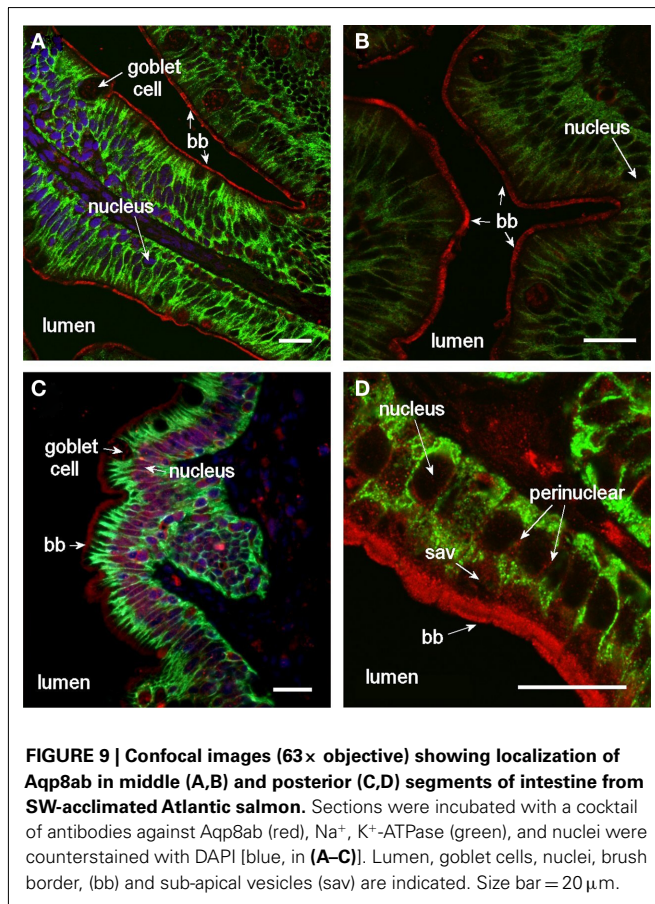 A
goblet
cell
bb
nucleus
lumen
B
nucleus
bb
lumen
C
goblet
cell
nucleus
bb
lumen
D
nucleus
perinuclear
sav
bb
lumen
FIGURE 9 | Confocal images (63× objective) showing localization of
Aqp8ab in middle (A,B) and posterior (C,D) segments of intestine from
SW-acclimated Atlantic salmon. Sections were incubated with a cocktail
of antibodies against Aqp8ab (red), Na⁺, K⁺-ATPase (green), and nuclei were
counterstained with DAPI [blue, in (A–C)]. Lumen, goblet cells, nuclei, brush
border, (bb) and sub-apical vesicles (sav) are indicated. Size bar = 20 μm.